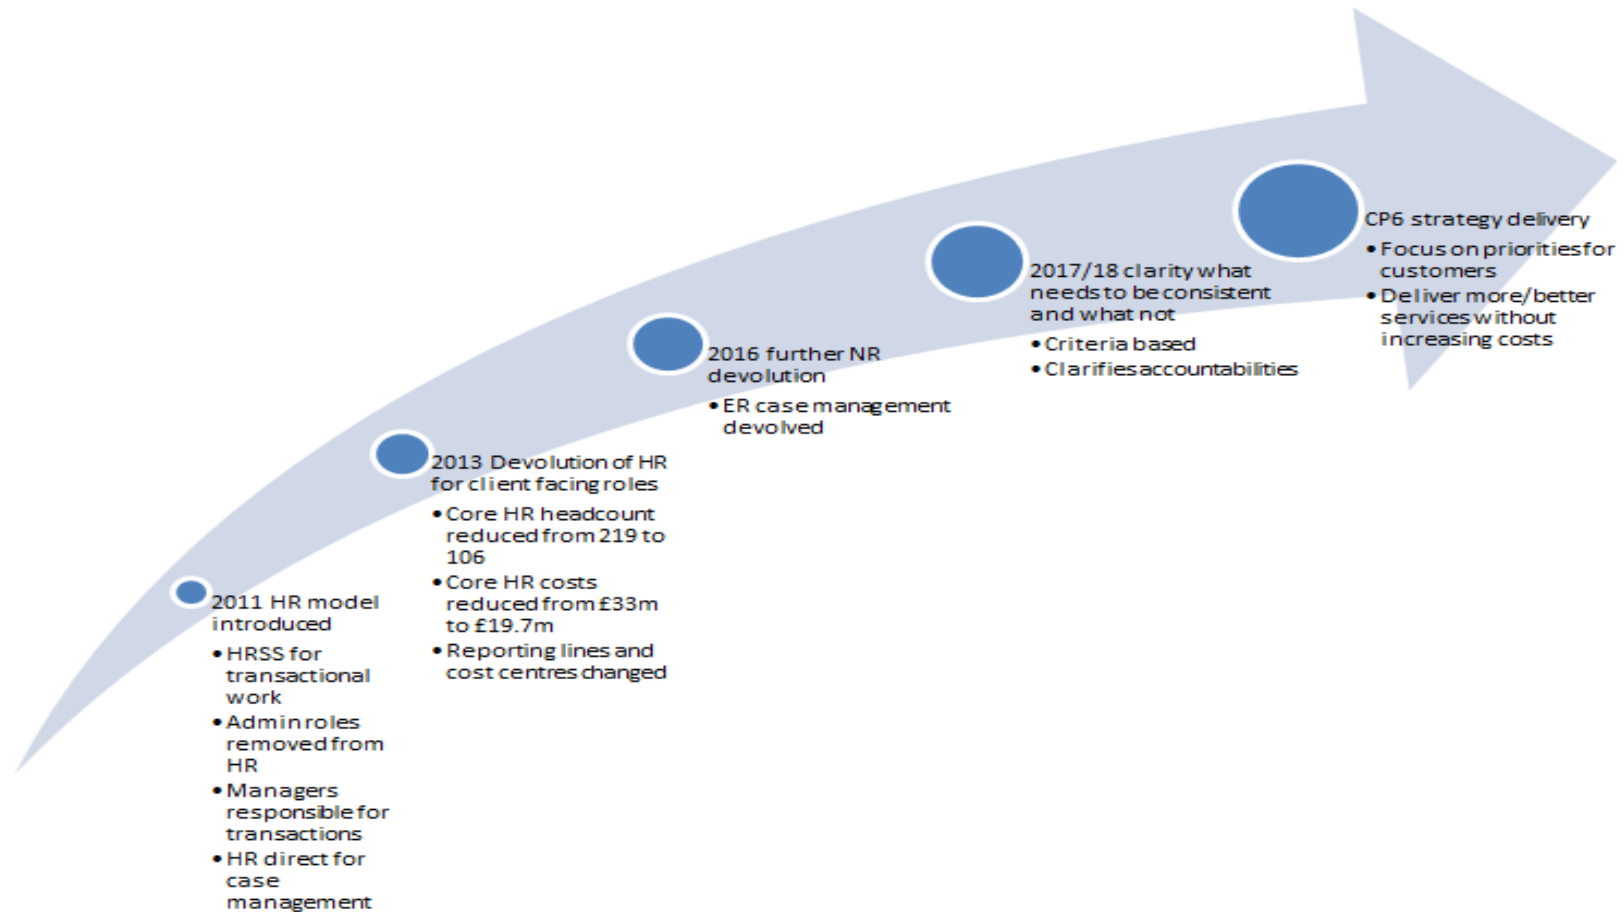 2011 HR model
introduced
•HRSS for
transactional
work
•Admin roles
removed from
HR
•Managers
responsible for
transactions
•HR direct for
case
management
2013 Devolution of HR
for client facing roles
•Core HR headcount
reduced from 219 to
106
•Core HR costs
reduced from £33m
to £19.7m
•Reporting lines and
cost centres changed
2016 further NR
devolution
•ER case management
devolved
2017/18 clarity what
needs to be consistent
and what not
•Criteria based
•Clarifies accountabilities
CP6 strategy delivery
•Focus on priorities for
customers
•Deliver more/better
services without
increasing costs